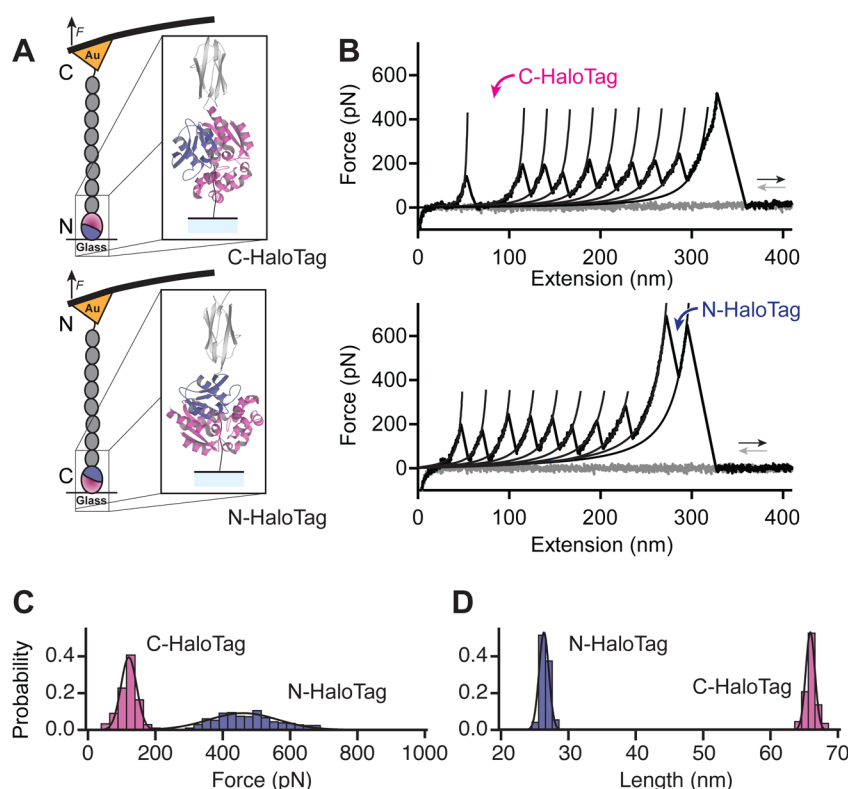 A
F
Au
C
N
Glass
C-HaloTag
F
Au
N
C
Glass
N-HaloTag
B
C-HaloTag
Force (pN)
600
400
200
0
0 100 200 300 400
Extension (nm)
N-HaloTag
Force (pN)
600
400
200
0
0 100 200 300 400
Extension (nm)
C
C-HaloTag
N-HaloTag
Probability
0.4
0.2
0.0
0 200 400 600 800 1000
Force (pN)
D
N-HaloTag
C-HaloTag
0.4
0.2
0.0
20 30 40 50 60 70
Length (nm)